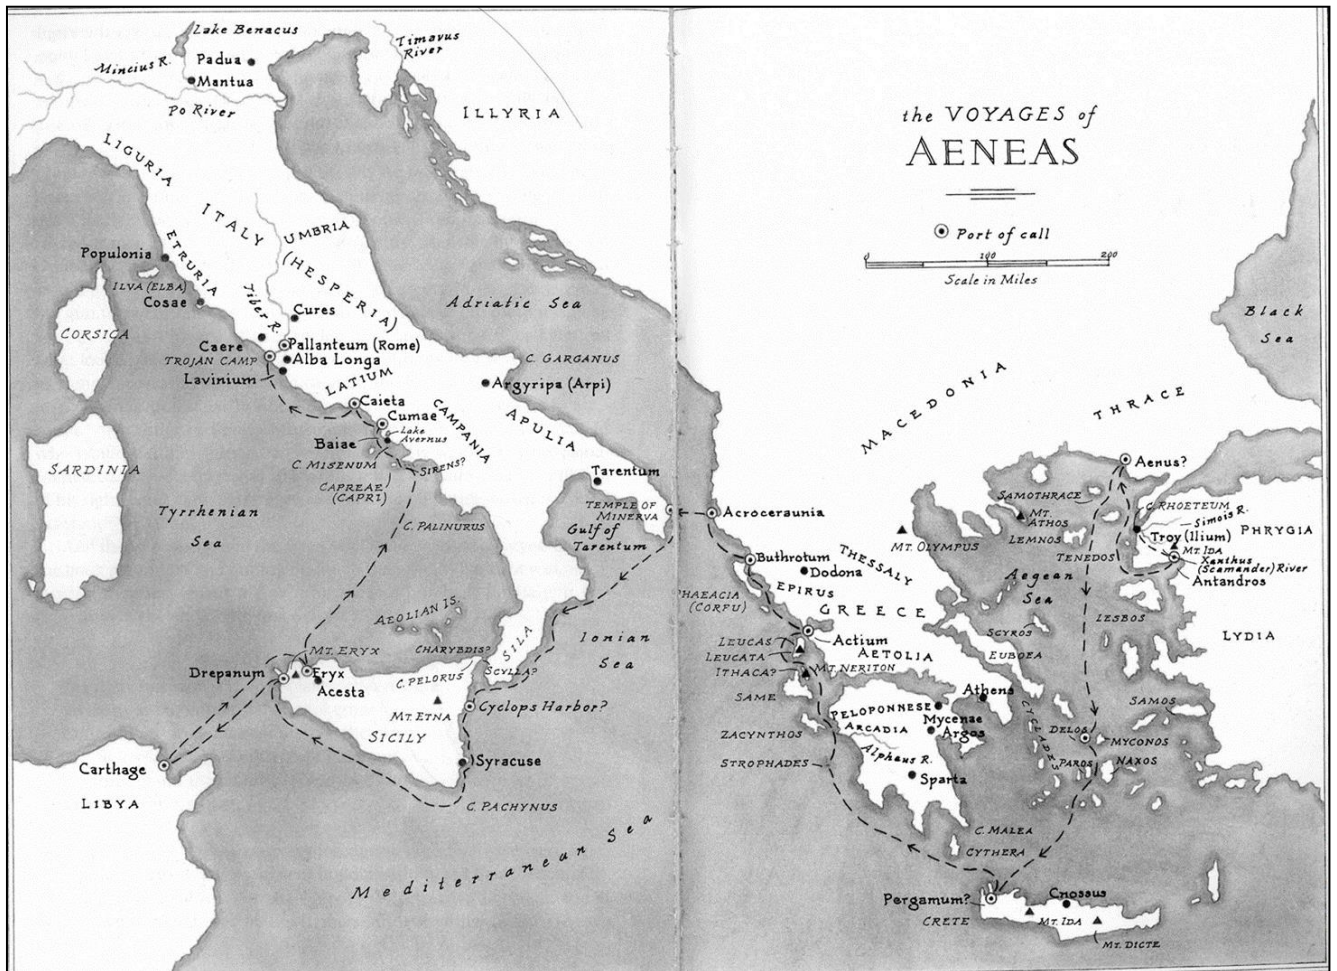 the VOYAGES of
AENEAS
Port of call
0 100 200
Scale in Miles
Lake Benacus
Timavus
River
Padua
Mincius R.
Mantua
Po River
ILLYRIA
LIGURIA
ITALY
UMBRIA
(HESPERIA)
ETRURIA
Populonia
ILVA (ELBA)
Cosae
Tiber R.
Cures
Adriatic Sea
Black
Sea
CORSICA
Caere
Pallanteum (Rome)
TROJAN CAMP
Alba Longa
Lavinium
LATIUM
C. GARGANUS
Argyripa (Arpi)
MACEDONIA
THRACE
Caieta
Cumae
CAMPANIA
APULIA
Lake
Avernus
Baiae
C. MISENUM
SIRENS?
CAPREAE
(CAPRI)
SARDINIA
Tarentum
Aenus?
Tyrrhenian
Sea
C. PALINURUS
TEMPLE OF
MINERVA
Gulf of
Tarentum
Acroceraunia
SAMOTHRACE
MT.
ATHOS
LEMNOS
C. RHOETEUM
Simois R.
PHRYGIA
Troy (Ilium)
MT. IDA
Xanthus
(Scamander) River
Antandros
TENEDOS
MT. OLYMPUS
Buthrotum
THESSALY
Dodona
EPIRUS
GREECE
HAEACIA
(CORFU)
Aegean
Sea
LESBOS
LYDIA
SCYROS
EUBOEA
AEOLIAN IS.
SILA
Ionian
Sea
LEUCAS
LEUCATA
Actium
AETOLIA
ITHACA?
MT. NERITON
SAME
CHARYBDIS?
MT. ERYX
Drepanum
Eryx
Acesta
C. PELORUS
SCYLLA?
Cyclops Harbor?
MT. ETNA
SICILY
Syracuse
C. PACHYNUS
Carthage
LIBYA
ZACYNTHOS
STROPHADES
PELOPONNESE
ARCADIA
Mycenae
Argos
Athens
Alphaus R.
Sparta
CYCLADES
DELOS
MYCONOS
PAROS
NAXOS
SAMOS
C. MALEA
CYTHERA
Mediterranean Sea
Pergamum?
CRETE
Cnossus
MT. IDA
MT. DICTE